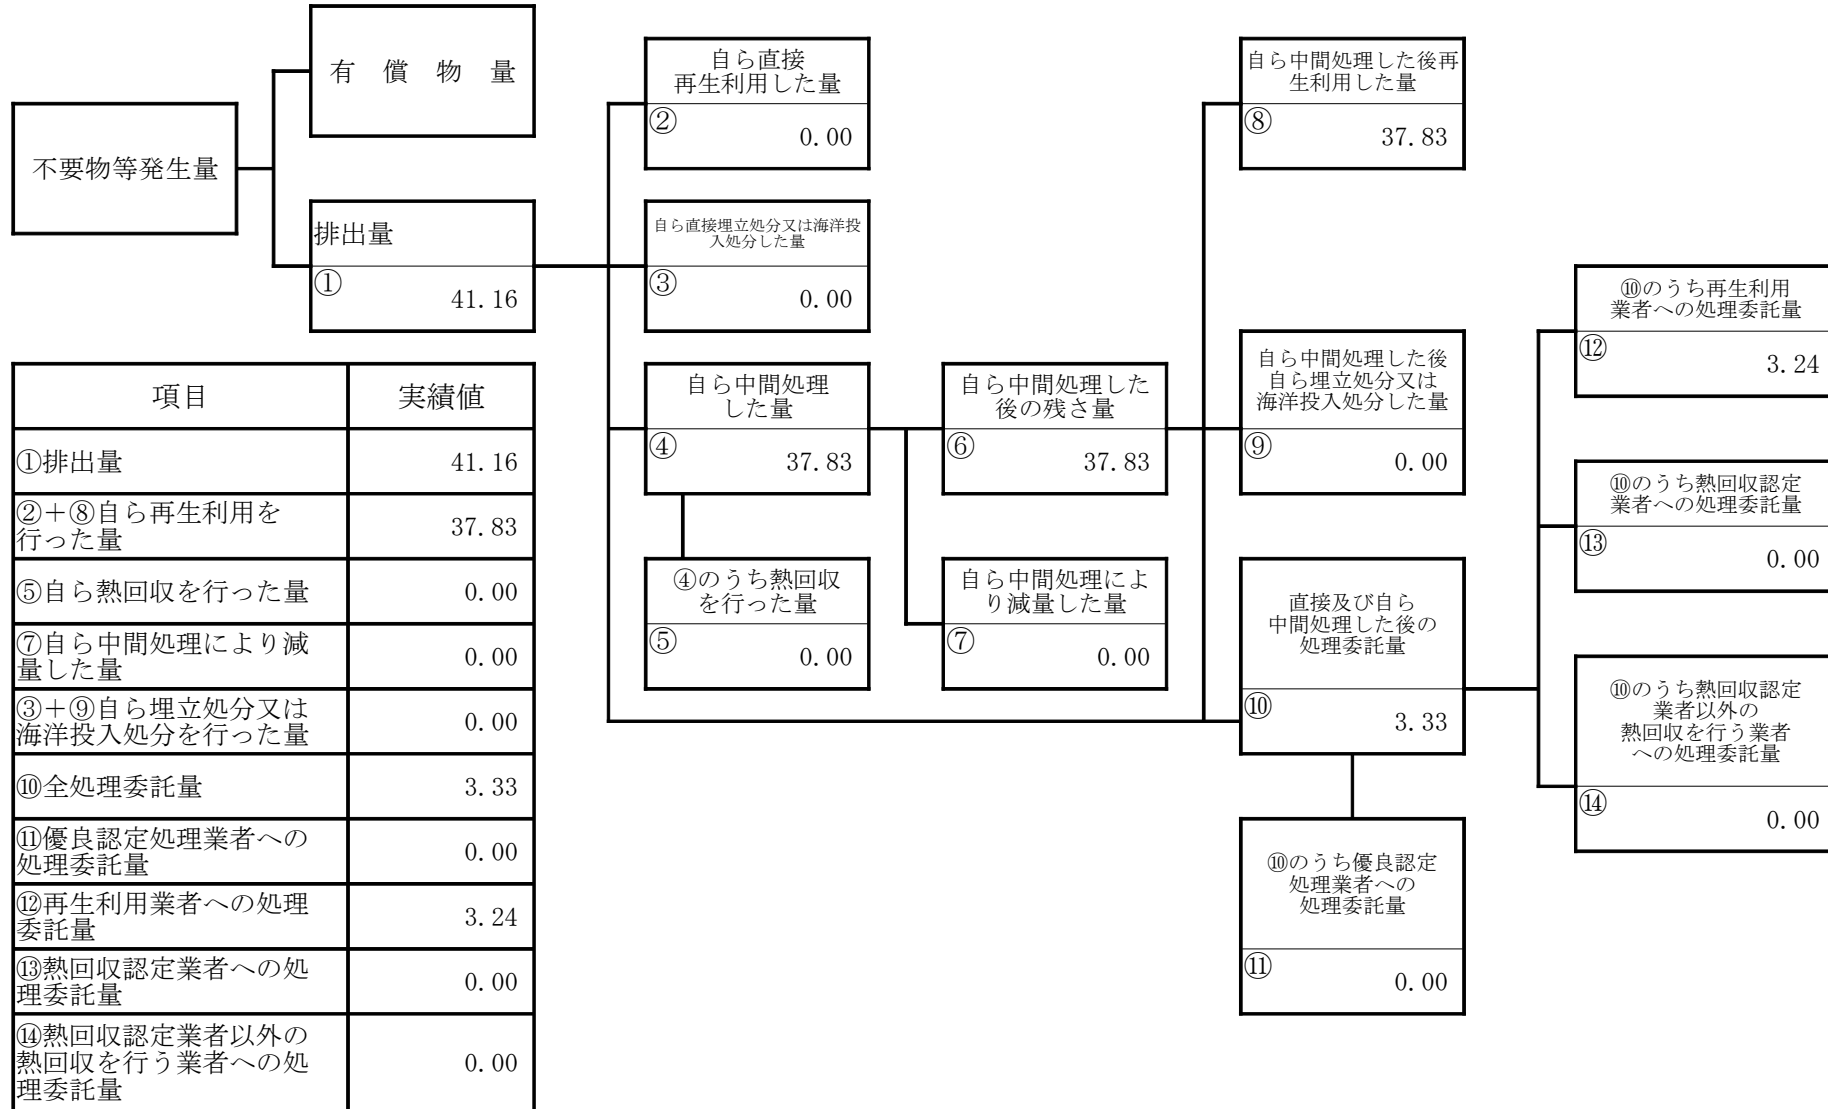 不要物等発生量
有 償 物 量
排出量
①
41.16
自ら直接
再生利用した量
②
0.00
自ら直接埋立処分又は海洋投
入処分した量
③
0.00
自ら中間処理
した量
④
37.83
④のうち熱回収
を行った量
⑤
0.00
自ら中間処理した
後の残さ量
⑥
37.83
自ら中間処理によ
り減量した量
⑦
0.00
自ら中間処理した後再
生利用した量
⑧
37.83
自ら中間処理した後
自ら埋立処分又は
海洋投入処分した量
⑨
0.00
直接及び自ら
中間処理した後の
処理委託量
⑩
3.33
⑩のうち優良認定
処理業者への
処理委託量
⑪
0.00
⑩のうち再生利用
業者への処理委託量
⑫
3.24
⑩のうち熱回収認定
業者への処理委託量
⑬
0.00
⑩のうち熱回収認定
業者以外の
熱回収を行う業者
への処理委託量
⑭
0.00
項目 実績値
①排出量 41.16
②＋⑧自ら再生利用を
行った量 37.83
⑤自ら熱回収を行った量 0.00
⑦自ら中間処理により減
量した量 0.00
③＋⑨自ら埋立処分又は
海洋投入処分を行った量 0.00
⑩全処理委託量 3.33
⑪優良認定処理業者への
処理委託量 0.00
⑫再生利用業者への処理
委託量 3.24
⑬熱回収認定業者への処
理委託量 0.00
⑭熱回収認定業者以外の
熱回収を行う業者への処 0.00
理委託量